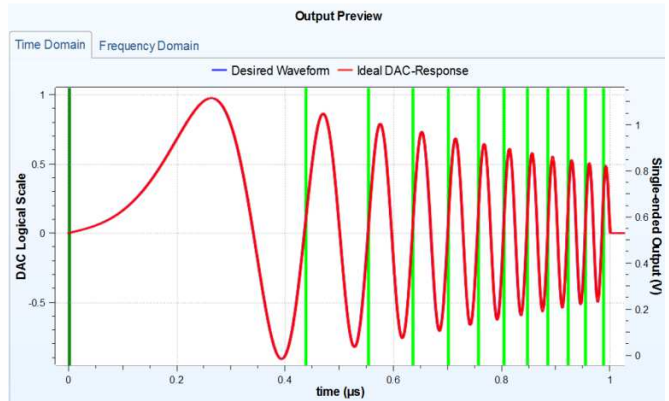 Output Preview
Time Domain Frequency Domain
Desired Waveform Ideal DAC-Response
DAC Logical Scale
1
0.5
0
-0.5
Single-ended Output (V)
1
0.8
0.6
0.4
0.2
0
0 0.2 0.4 0.6 0.8 1
time (µs)